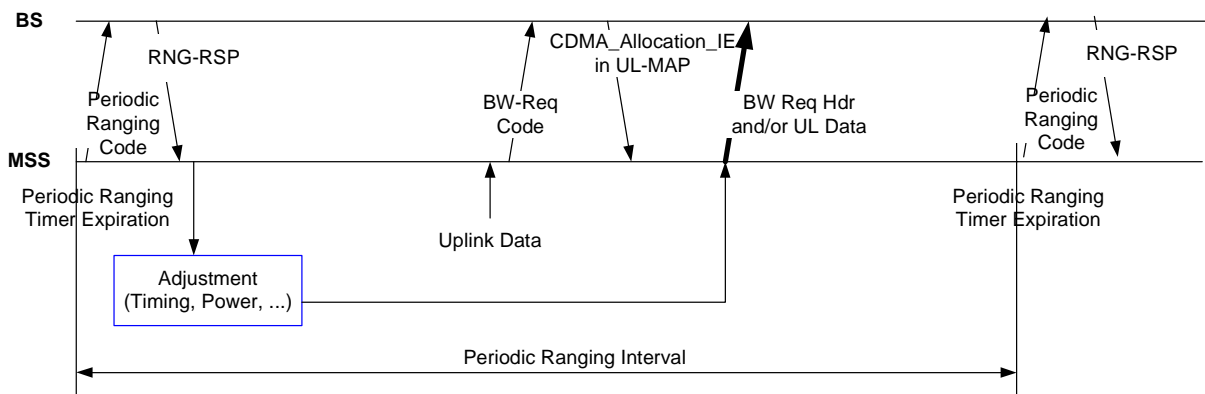 BS
RNG-RSP
Periodic
Ranging
Code
BW-Req
Code
CDMA_Allocation_IE
in UL-MAP
BW Req Hdr
and/or UL Data
Periodic
Ranging
Code
RNG-RSP
MSS
Periodic Ranging
Timer Expiration
Uplink Data
Periodic Ranging
Timer Expiration
Adjustment
(Timing, Power, ...)
Periodic Ranging Interval